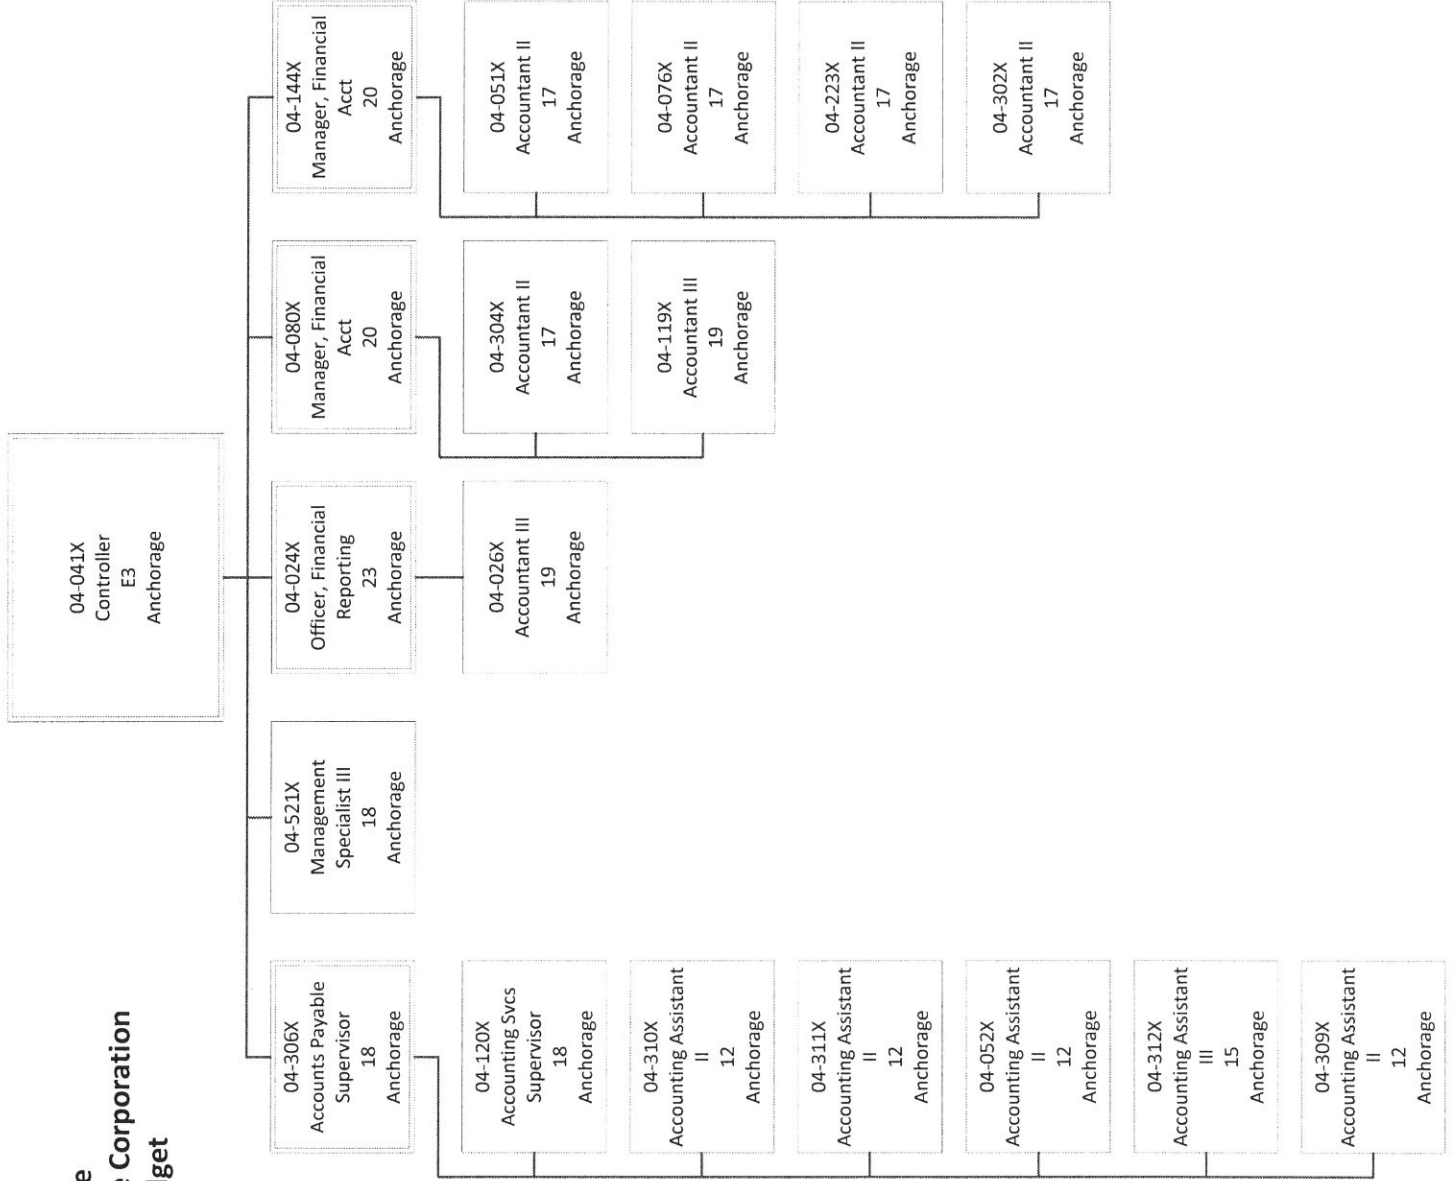 e
e Corporation
dget
04-041X
Controller
E3
Anchorage
04-306X
Accounts Payable
Supervisor
18
Anchorage
04-521X
Management
Specialist III
18
Anchorage
04-024X
Officer, Financial
Reporting
23
Anchorage
04-080X
Manager, Financial
Acct
20
Anchorage
04-144X
Manager, Financial
Acct
20
Anchorage
04-120X
Accounting Svcs
Supervisor
18
Anchorage
04-310X
Accounting Assistant
II
12
Anchorage
04-311X
Accounting Assistant
II
12
Anchorage
04-052X
Accounting Assistant
II
12
Anchorage
04-312X
Accounting Assistant
III
15
Anchorage
04-309X
Accounting Assistant
II
12
Anchorage
04-026X
Accountant III
19
Anchorage
04-304X
Accountant II
17
Anchorage
04-119X
Accountant III
19
Anchorage
04-051X
Accountant II
17
Anchorage
04-076X
Accountant II
17
Anchorage
04-223X
Accountant II
17
Anchorage
04-302X
Accountant II
17
Anchorage